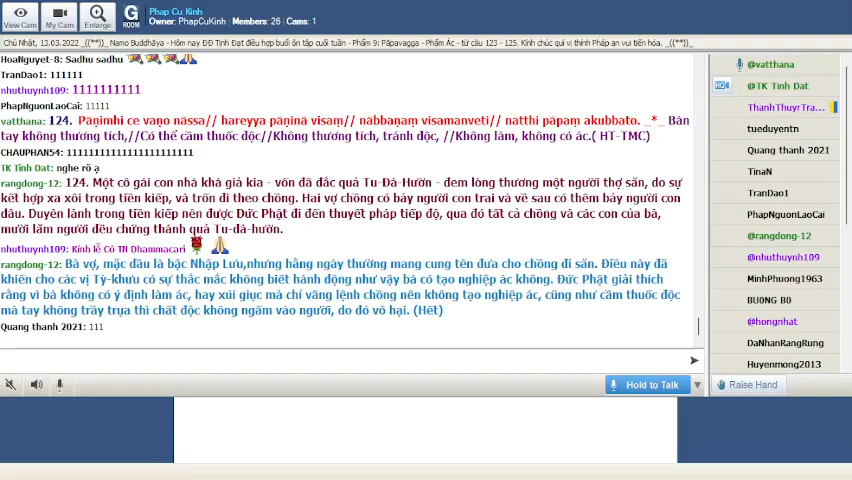 View Cam
My Cam
Enlarge
G
ROOM
Phap Cu Kinh
Owner: PhapCuKinh | Members: 26 | Cams: 1
Chủ Nhật, 13.03.2022 _((**)_ Namo Buddhāya - Hôm nay ĐĐ Tịnh Đạt điều hợp buổi ôn tập cuối tuần - Phẩm 9: Pāpavagga - Phẩm Ác - từ câu 123 - 125. Kính chúc quí vị thính Pháp an vui tiến hóa. _((**)_
HoaNguyet-8: Sadhu sadhu
TranDao1: 111111
nhuthuynh109: 1111111111
PhapNguonLaoCai: 11111
vatthana: 124. Pāṇimhi ce vaṇo nāssa// hareyya pāṇinā visaṃ// nābbaṇaṃ visamanveti// natthi pāpaṃ akubbato. _*_ Bàn
tay không thương tích,//Có thể cầm thuốc độc//Không thương tích, tránh độc, //Không làm, không có ác.( HT-TMC)
CHAUPHAN54: 1111111111111111111111
TK Tinh Dat: nghe rõ ạ
rangdong-12: 124. Một cô gái con nhà khá giả kia - vốn đã đắc quả Tu-Đà-Hườn - đem lòng thương một người thợ săn, do sự
kết hợp xa xôi trong tiền kiếp, và trốn đi theo chồng. Hai vợ chồng có bảy người con trai và về sau có thêm bảy người con
dâu. Duyên lành trong tiền kiếp nên được Đức Phật đi đến thuyết pháp tiếp độ, qua đó tất cả chồng và các con của bà,
mười lăm người đều chứng thánh quả Tu-đà-hườn.
nhuthuynh109: Kính lễ Cô TN Dhammacari
rangdong-12: Bà vợ, mặc dầu là bậc Nhập Lưu,nhưng hằng ngày thường mang cung tên đưa cho chồng đi săn. Điều này đã
khiến cho các vị Tỳ-khưu có sự thắc mắc không biết hành động như vậy bà có tạo nghiệp ác không. Đức Phật giải thích
rằng vì bà không có ý định làm ác, hay xúi giục mà chỉ vâng lệnh chồng nên không tạo nghiệp ác, cũng như cầm thuốc độc
mà tay không trầy trụa thì chất độc không ngấm vào người, do đó vô hại. (Hết)
Quang thanh 2021: 111
Hold to Talk
@vatthana
HD
@TK Tinh Dat
ThanhThuyrTra...
tueduyentn
Quang thanh 2021
TinaN
TranDao1
PhapNguonLaoCai
@rangdong-12
@nhuthuynh109
MinhPhuong1963
BU0NG B0
@hongnhat
DaNhanRangRung
Huyenmong2013
Raise Hand